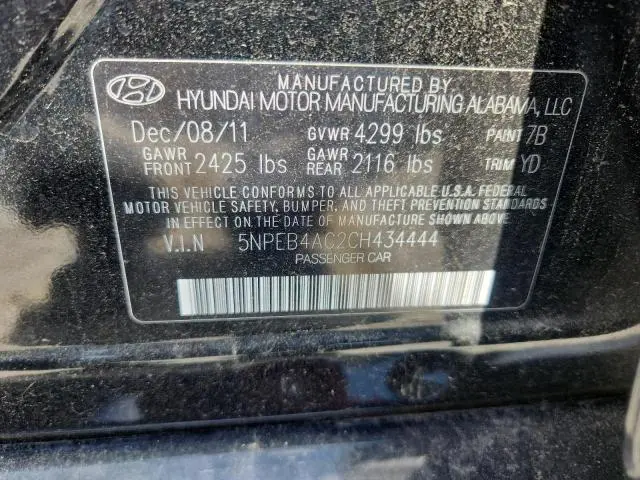 MANUFACTURED BY
HYUNDAI MOTOR MANUFACTURING ALABAMA, LLC
Dec/08/11 GVWR 4299 lbs PAINT 7B
GAWR FRONT 2425 lbs GAWR REAR 2116 lbs TRIM YD
THIS VEHICLE CONFORMS TO ALL APPLICABLE U.S.A. FEDERAL
MOTOR VEHICLE SAFETY, BUMPER, AND THEFT PREVENTION STANDARDS
IN EFFECT ON THE DATE OF MANUFACTURE SHOWN ABOVE.
V.I.N 5NPEB4AC2CH434444
PASSENGER CAR